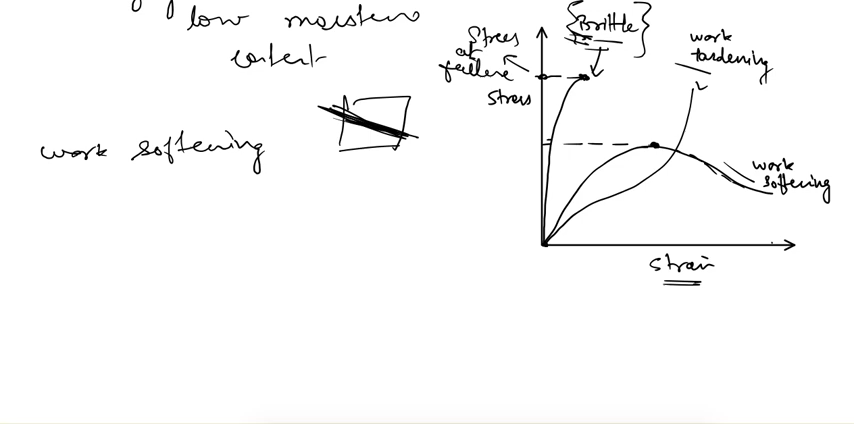 low moisture
content
work softening
Stress
at
failure
Stress
Brittle
work
hardening
work
softening
Strain